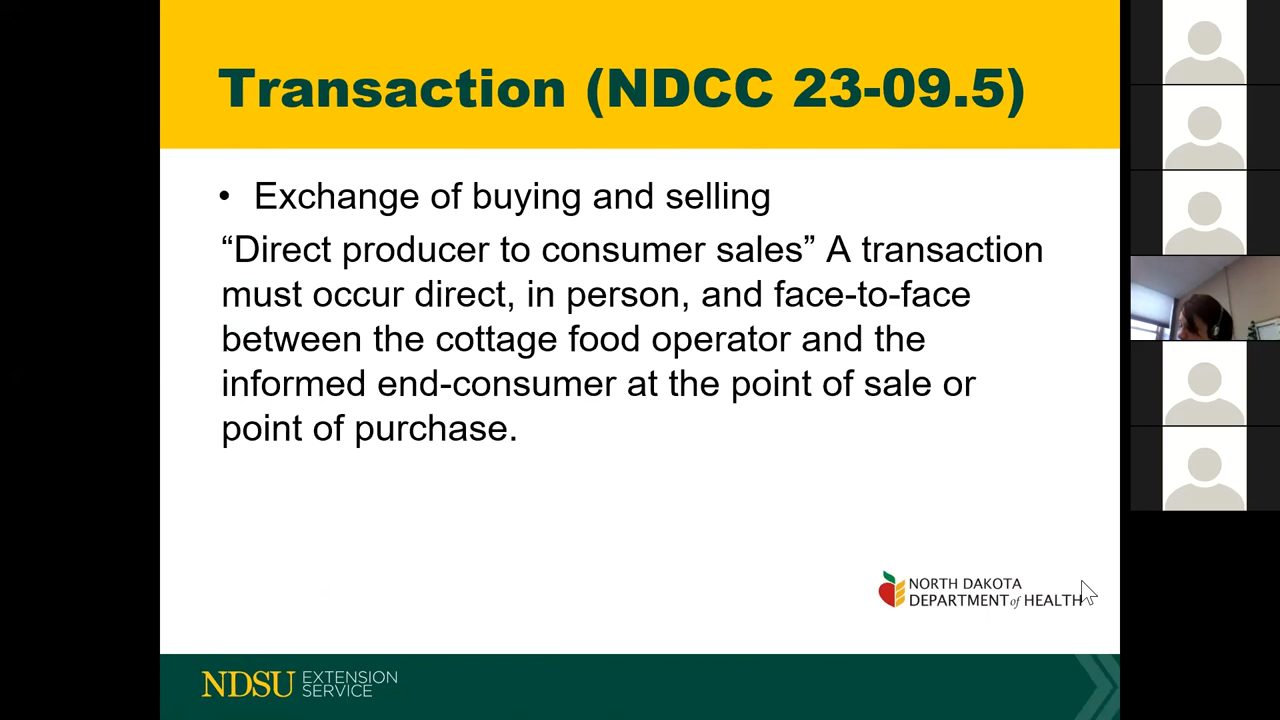 Transaction (NDCC 23-09.5)
• Exchange of buying and selling
“Direct producer to consumer sales” A transaction
must occur direct, in person, and face-to-face
between the cottage food operator and the
informed end-consumer at the point of sale or
point of purchase.
NORTH DAKOTA
DEPARTMENT of HEALTH
NDSU EXTENSION
SERVICE